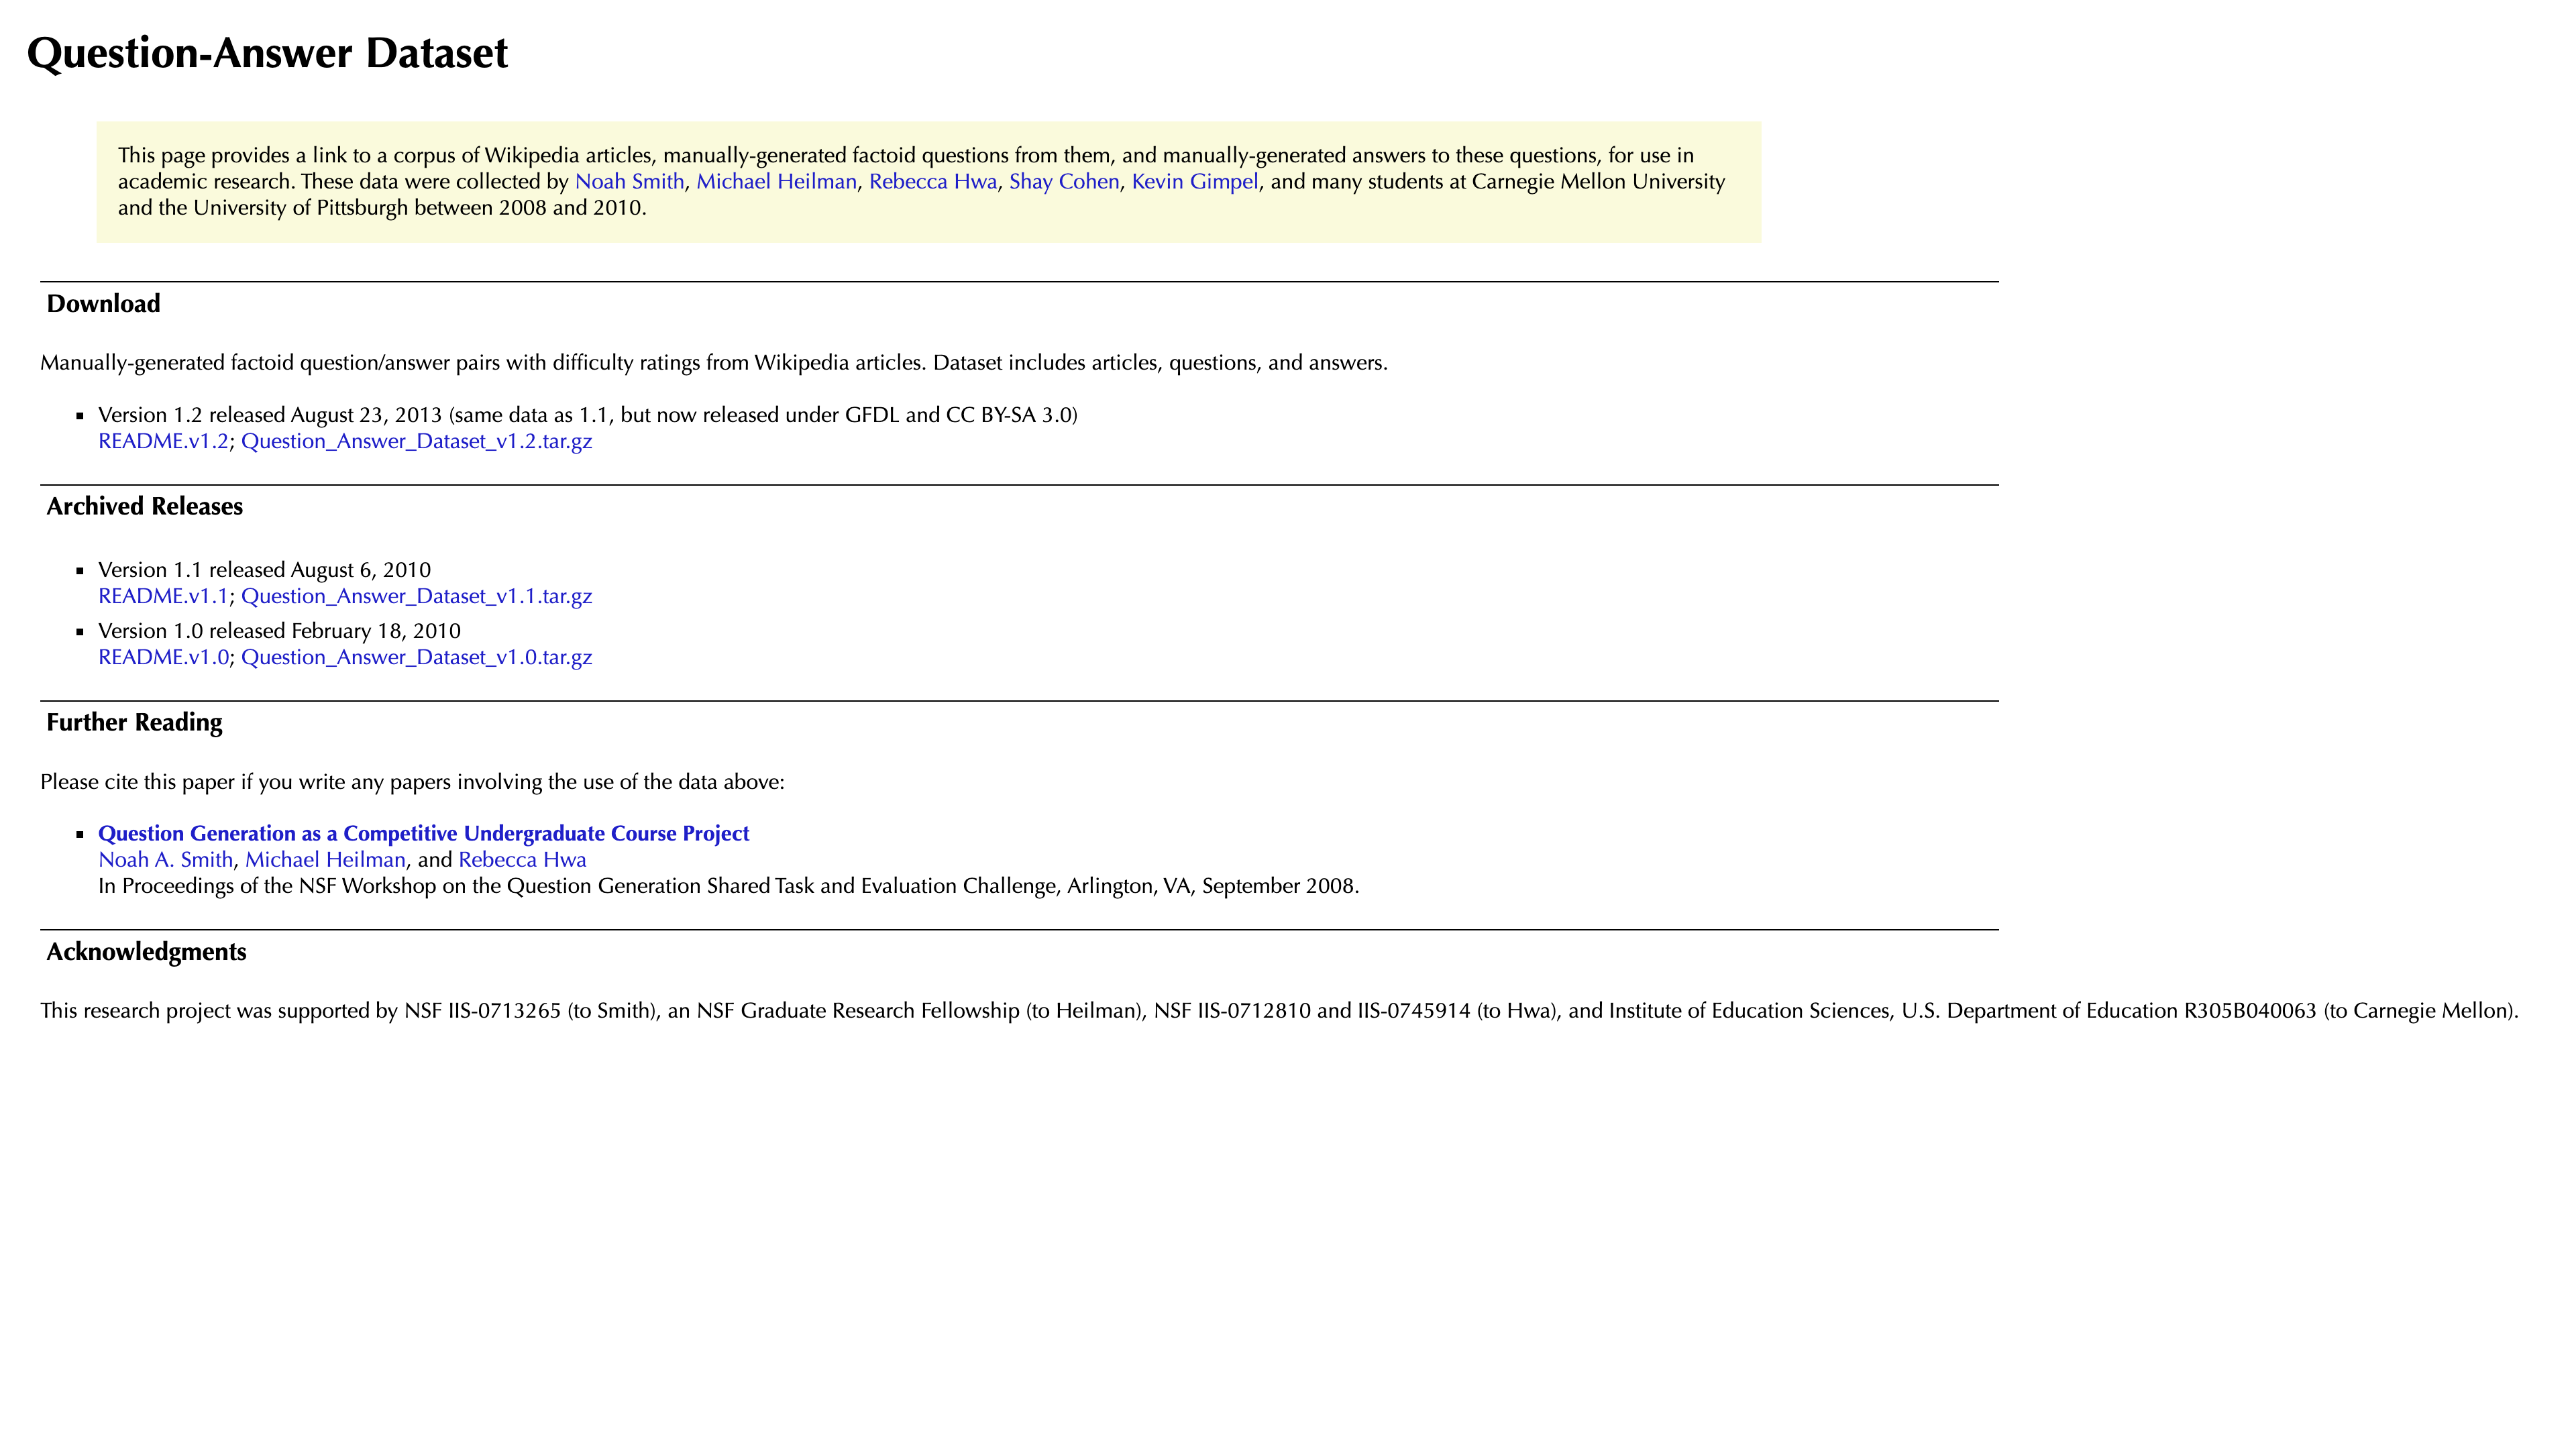 Question-Answer Dataset
This page provides a link to a corpus of Wikipedia articles, manually-generated factoid questions from them, and manually-generated answers to these questions, for use in
academic research. These data were collected by Noah Smith, Michael Heilman, Rebecca Hwa, Shay Cohen, Kevin Gimpel, and many students at Carnegie Mellon University
and the University of Pittsburgh between 2008 and 2010.
Download
Manually-generated factoid question/answer pairs with difficulty ratings from Wikipedia articles. Dataset includes articles, questions, and answers.
▪ Version 1.2 released August 23, 2013 (same data as 1.1, but now released under GFDL and CC BY-SA 3.0)
README.v1.2; Question_Answer_Dataset_v1.2.tar.gz
Archived Releases
▪ Version 1.1 released August 6, 2010
README.v1.1; Question_Answer_Dataset_v1.1.tar.gz
▪ Version 1.0 released February 18, 2010
README.v1.0; Question_Answer_Dataset_v1.0.tar.gz
Further Reading
Please cite this paper if you write any papers involving the use of the data above:
▪ Question Generation as a Competitive Undergraduate Course Project
Noah A. Smith, Michael Heilman, and Rebecca Hwa
In Proceedings of the NSF Workshop on the Question Generation Shared Task and Evaluation Challenge, Arlington, VA, September 2008.
Acknowledgments
This research project was supported by NSF IIS-0713265 (to Smith), an NSF Graduate Research Fellowship (to Heilman), NSF IIS-0712810 and IIS-0745914 (to Hwa), and Institute of Education Sciences, U.S. Department of Education R305B040063 (to Carnegie Mellon).